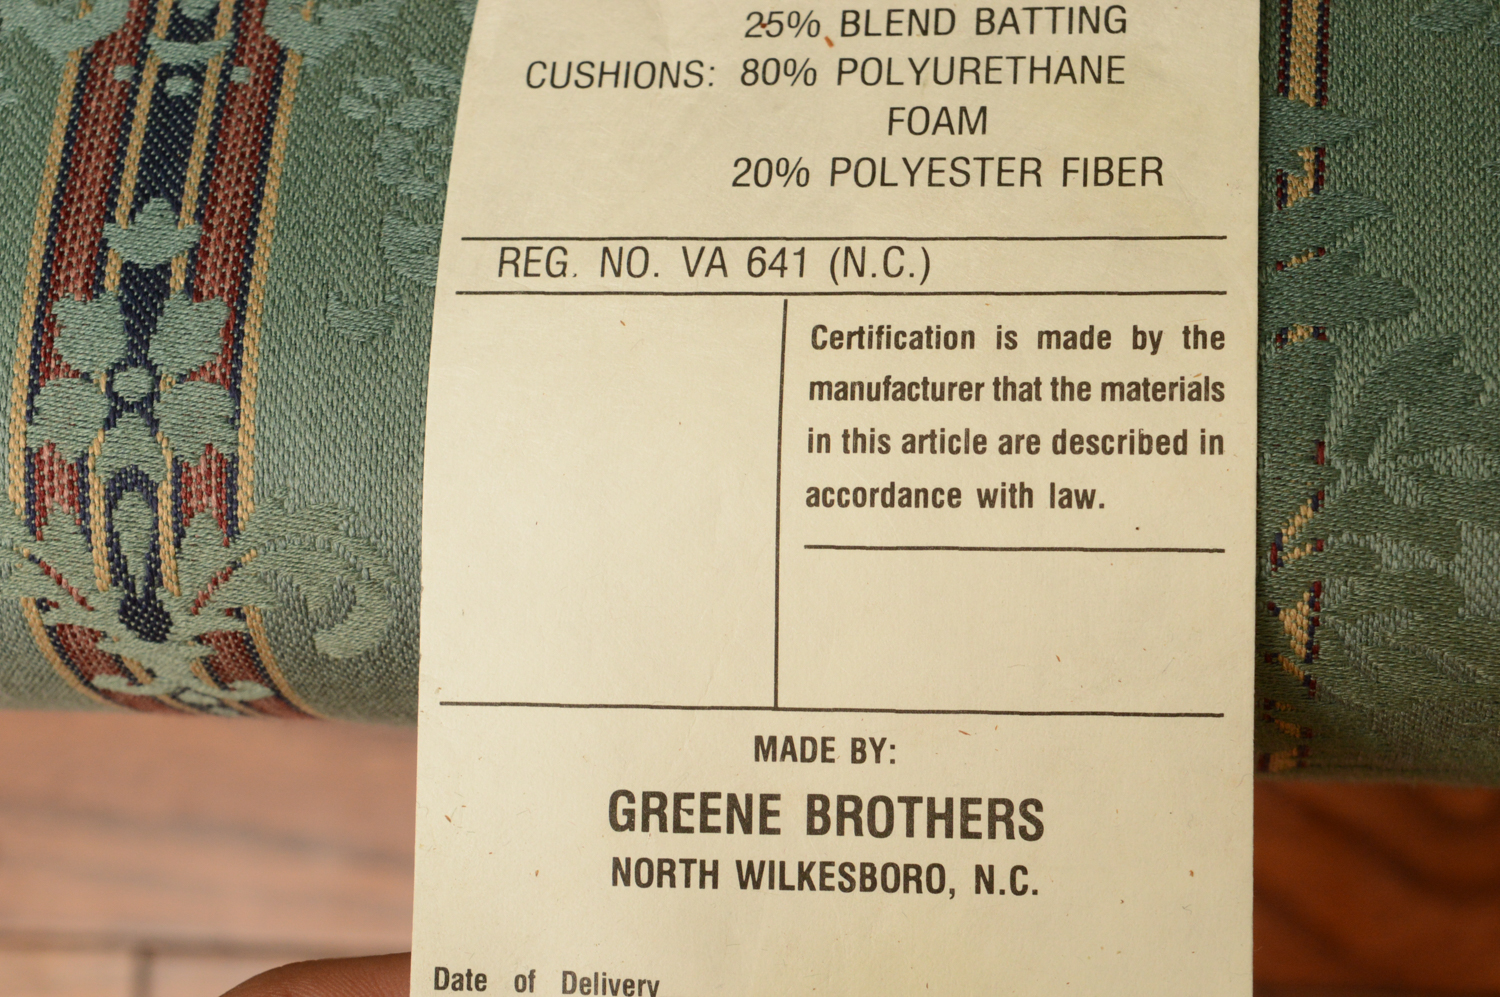 25% BLEND BATTING
CUSHIONS: 80% POLYURETHANE
FOAM
20% POLYESTER FIBER
REG. NO. VA 641 (N.C.)
Certification is made by the
manufacturer that the materials
in this article are described in
accordance with law.
MADE BY:
GREENE BROTHERS
NORTH WILKESBORO, N.C.
Date of Delivery